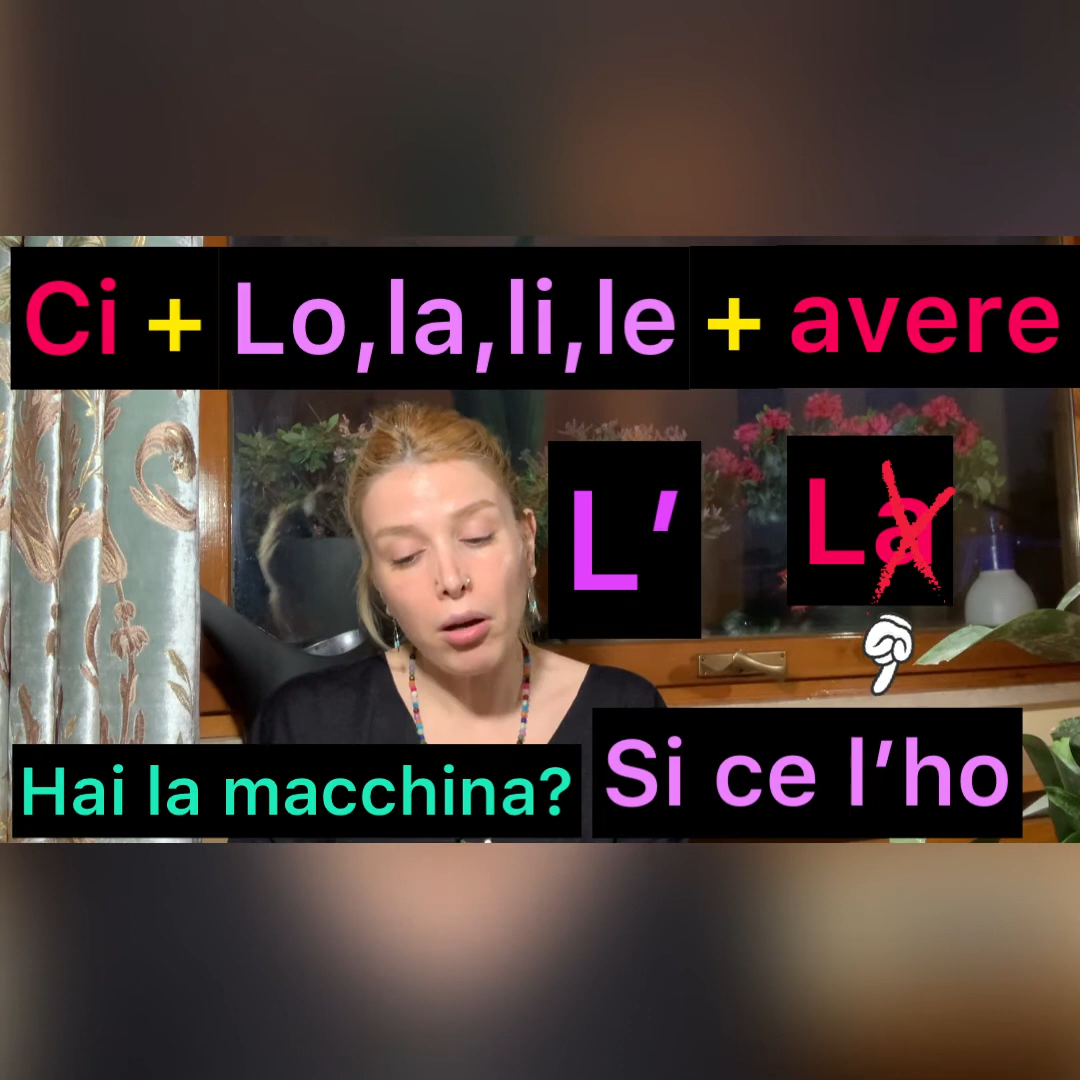 Ci + Lo,la,li,le + avere
L’ La
Hai la macchina? Si ce l’ho